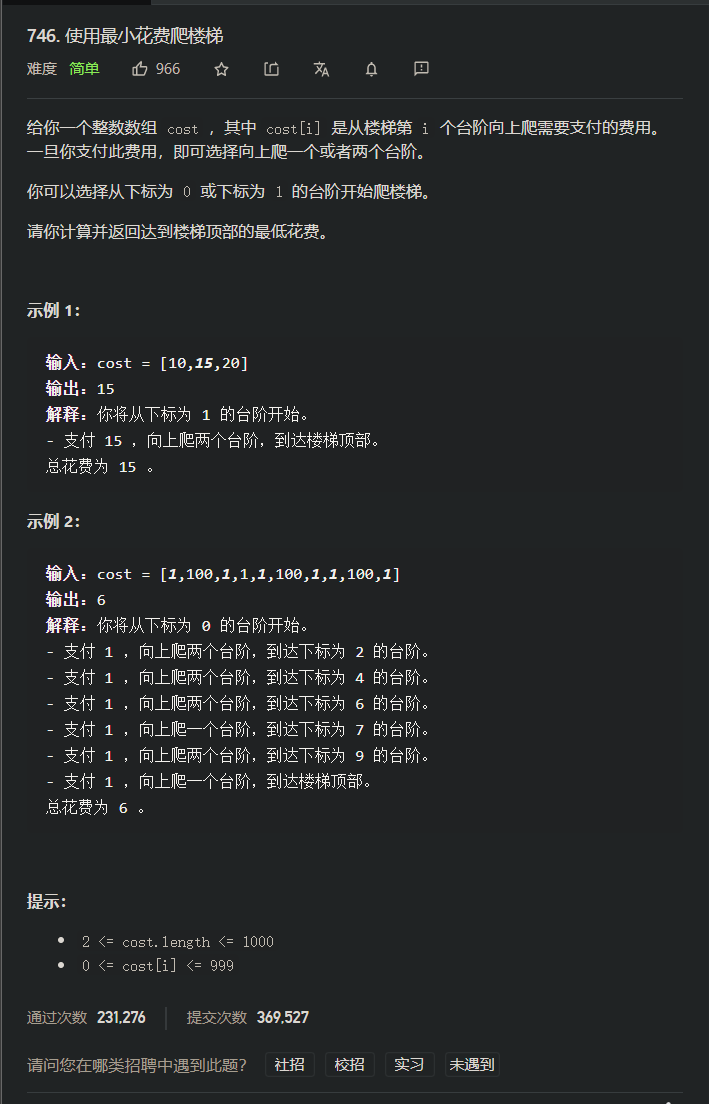 746. 使用最小花费爬楼梯
难度 简单 966
给你一个整数数组 cost ，其中 cost[i] 是从楼梯第 i 个台阶向上爬需要支付的费用。
一旦你支付此费用，即可选择向上爬一个或者两个台阶。
你可以选择从下标为 0 或下标为 1 的台阶开始爬楼梯。
请你计算并返回达到楼梯顶部的最低花费。
示例 1：
输入：cost = [10,15,20]
输出：15
解释：你将从下标为 1 的台阶开始。
- 支付 15 ，向上爬两个台阶，到达楼梯顶部。
总花费为 15 。
示例 2：
输入：cost = [1,100,1,1,1,100,1,1,100,1]
输出：6
解释：你将从下标为 0 的台阶开始。
- 支付 1 ，向上爬两个台阶，到达下标为 2 的台阶。
- 支付 1 ，向上爬两个台阶，到达下标为 4 的台阶。
- 支付 1 ，向上爬两个台阶，到达下标为 6 的台阶。
- 支付 1 ，向上爬一个台阶，到达下标为 7 的台阶。
- 支付 1 ，向上爬两个台阶，到达下标为 9 的台阶。
- 支付 1 ，向上爬一个台阶，到达楼梯顶部。
总花费为 6 。
提示：
• 2 <= cost.length <= 1000
• 0 <= cost[i] <= 999
通过次数 231,276 提交次数 369,527
请问您在哪类招聘中遇到此题？ 社招 校招 实习 未遇到